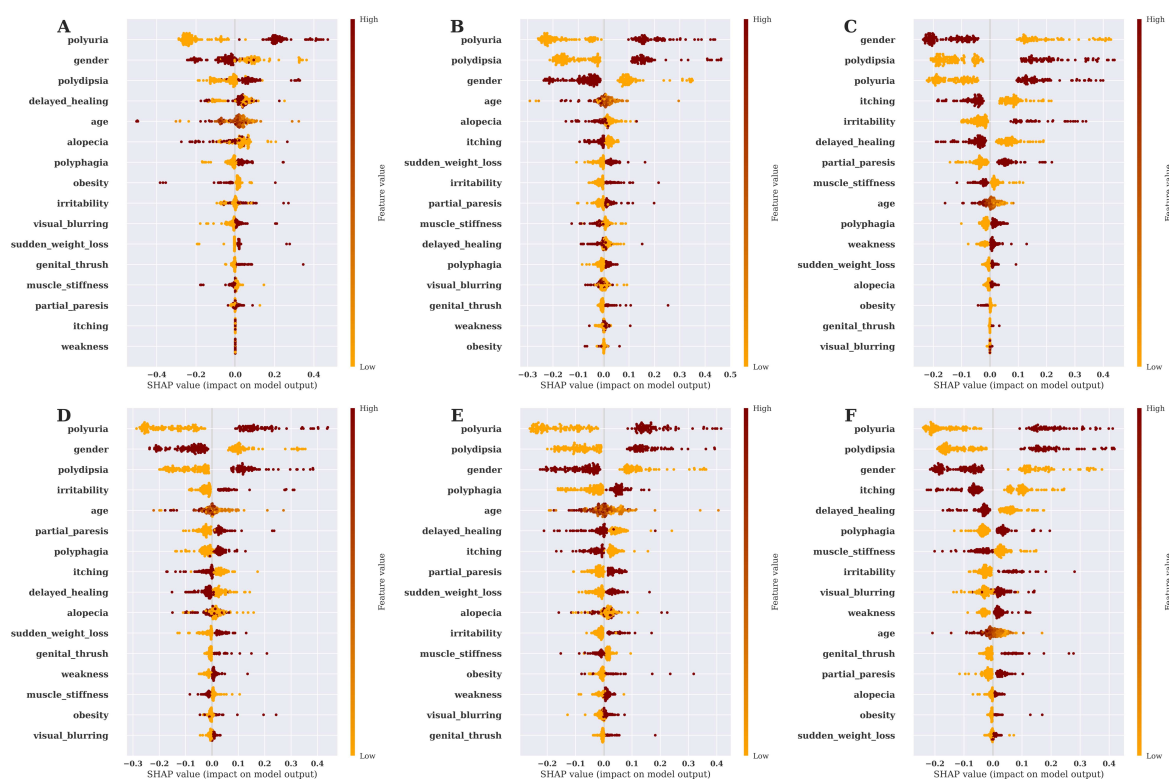 A
High
polyuria
gender
polydipsia
delayed_healing
age
alopecia
polyphagia
obesity
irritability
visual_blurring
sudden_weight_loss
genital_thrush
muscle_stiffness
partial_paresis
itching
weakness
Feature value
Low
−0.4 −0.2 0.0 0.2 0.4
SHAP value (impact on model output)
B
High
polyuria
polydipsia
gender
age
alopecia
itching
sudden_weight_loss
irritability
partial_paresis
muscle_stiffness
delayed_healing
polyphagia
visual_blurring
genital_thrush
weakness
obesity
Feature value
Low
−0.3 −0.2 −0.1 0.0 0.1 0.2 0.3 0.4 0.5
SHAP value (impact on model output)
C
High
gender
polydipsia
polyuria
itching
irritability
delayed_healing
partial_paresis
muscle_stiffness
age
polyphagia
weakness
sudden_weight_loss
alopecia
obesity
genital_thrush
visual_blurring
Feature value
Low
−0.2 −0.1 0.0 0.1 0.2 0.3 0.4
SHAP value (impact on model output)
D
High
polyuria
gender
polydipsia
irritability
age
partial_paresis
polyphagia
itching
delayed_healing
alopecia
sudden_weight_loss
genital_thrush
weakness
muscle_stiffness
obesity
visual_blurring
Feature value
Low
−0.3 −0.2 −0.1 0.0 0.1 0.2 0.3 0.4
SHAP value (impact on model output)
E
High
polyuria
polydipsia
gender
polyphagia
age
delayed_healing
itching
partial_paresis
sudden_weight_loss
alopecia
irritability
muscle_stiffness
obesity
weakness
visual_blurring
genital_thrush
Feature value
Low
−0.2 −0.1 0.0 0.1 0.2 0.3 0.4
SHAP value (impact on model output)
F
High
polyuria
polydipsia
gender
itching
delayed_healing
polyphagia
muscle_stiffness
irritability
visual_blurring
weakness
age
genital_thrush
partial_paresis
alopecia
obesity
sudden_weight_loss
Feature value
Low
−0.2 −0.1 0.0 0.1 0.2 0.3 0.4
SHAP value (impact on model output)